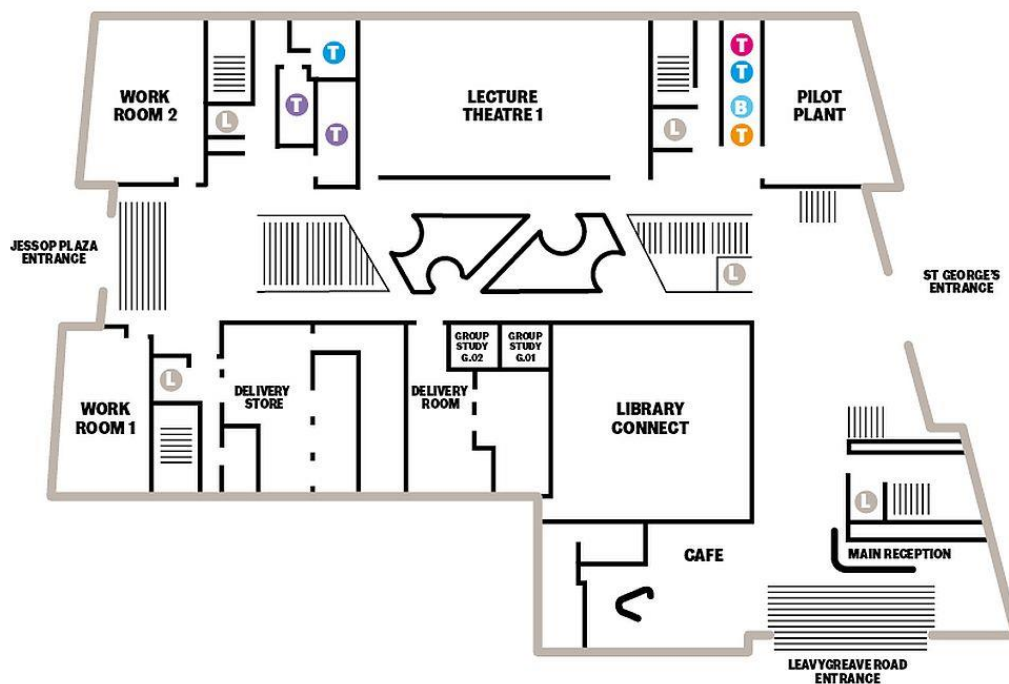 WORK
ROOM 2
L
T
T
T
LECTURE
THEATRE 1
L
T
T
B
T
PILOT
PLANT
JESSOP PLAZA
ENTRANCE
L
ST GEORGE'S
ENTRANCE
WORK
ROOM 1
L
DELIVERY
STORE
DELIVERY
ROOM
GROUP
STUDY
G.02
GROUP
STUDY
G.01
LIBRARY
CONNECT
L
CAFE
MAIN RECEPTION
LEAVYGREAVE ROAD
ENTRANCE